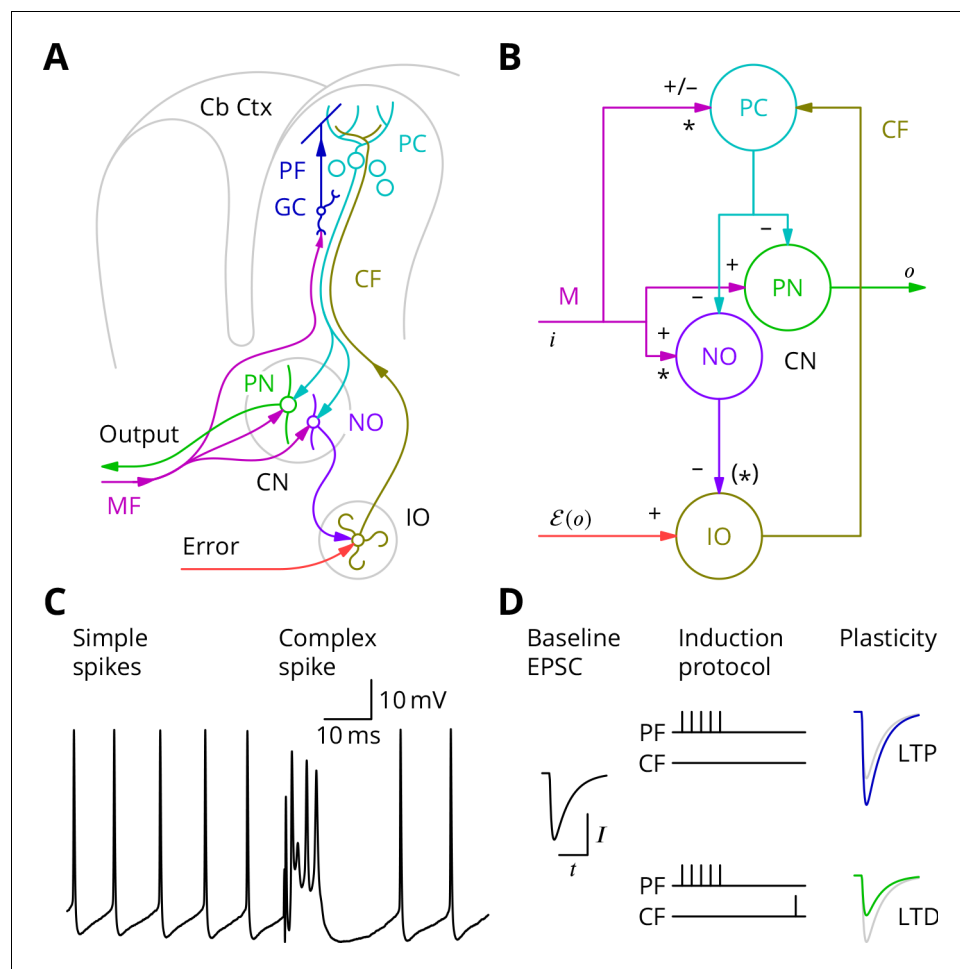 A
Cb Ctx
PC
PF
GC
CF
PN
NO
Output
CN
MF
IO
Error
B
+/–
*
PC
CF
–
+
PN
o
M
–
i
+
NO
CN
*
–
(*)
ℰ(o)
+
IO
C
Simple
spikes
Complex
spike
10 mV
10 ms
D
Baseline
EPSC
Induction
protocol
Plasticity
PF
CF
LTP
I
t
PF
CF
LTD